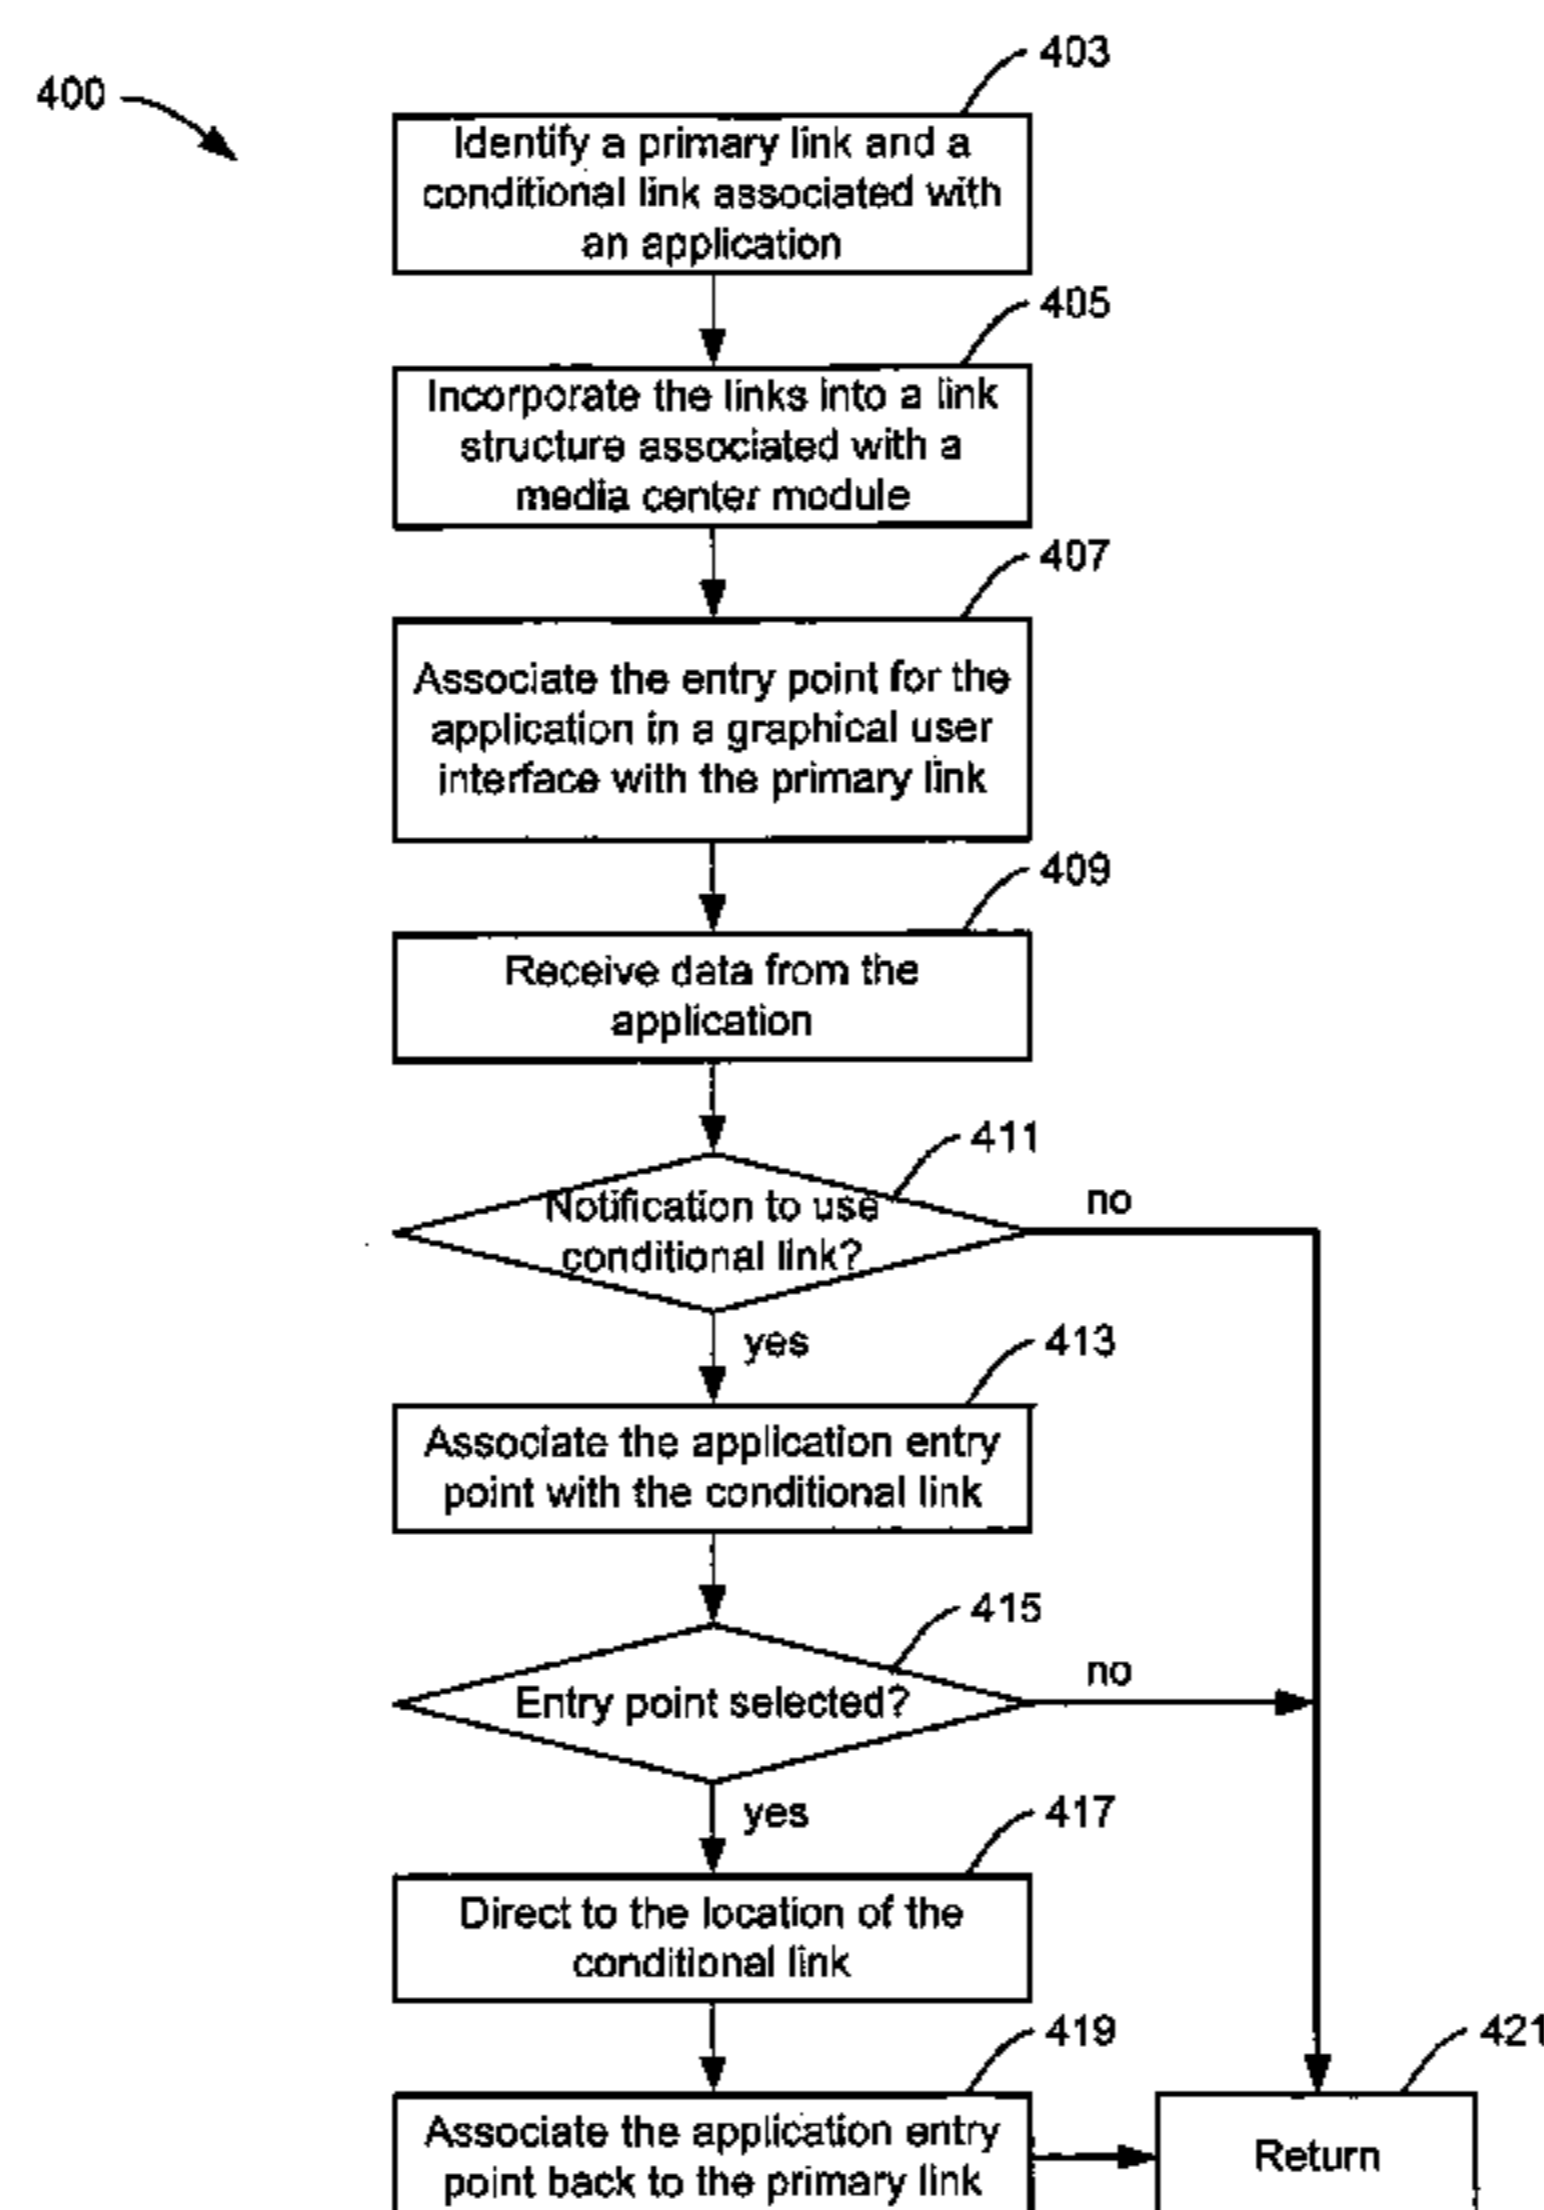 400
403
Identify a primary link and a
conditional link associated with
an application
405
Incorporate the links into a link
structure associated with a
media center module
407
Associate the entry point for the
application in a graphical user
interface with the primary link
409
Receive data from the
application
411
Notification to use
conditional link?
no
yes
413
Associate the application entry
point with the conditional link
415
Entry point selected?
no
yes
417
Direct to the location of the
conditional link
419
Associate the application entry
point back to the primary link
421
Return